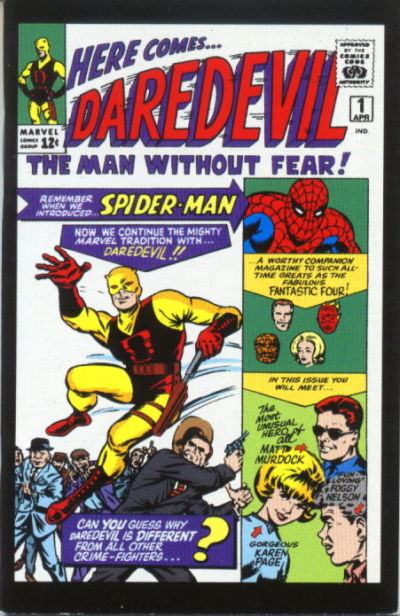 HERE COMES...
DAREDEVIL
APPROVED
BY THE
COMICS
CODE
AUTHORITY
MARVEL
COMICS
GROUP
12¢
1
APR
IND.
THE MAN WITHOUT FEAR!
REMEMBER
WHEN WE
INTRODUCED...
SPIDER-MAN
NOW WE CONTINUE THE MIGHTY
MARVEL TRADITION WITH...
DAREDEVIL!!
...A WORTHY COMPANION
MAGAZINE TO SUCH ALL-
TIME GREATS AS THE
FABULOUS
FANTASTIC FOUR!
IN THIS ISSUE YOU
WILL MEET...
The
Most
UNUSUAL
HERO of
all
MATT
MURDOCK
"FUN-
LOVING"
FOGGY
NELSON
GORGEOUS
KAREN
PAGE
CAN YOU GUESS WHY
DAREDEVIL IS DIFFERENT
FROM ALL OTHER
CRIME-FIGHTERS...
?